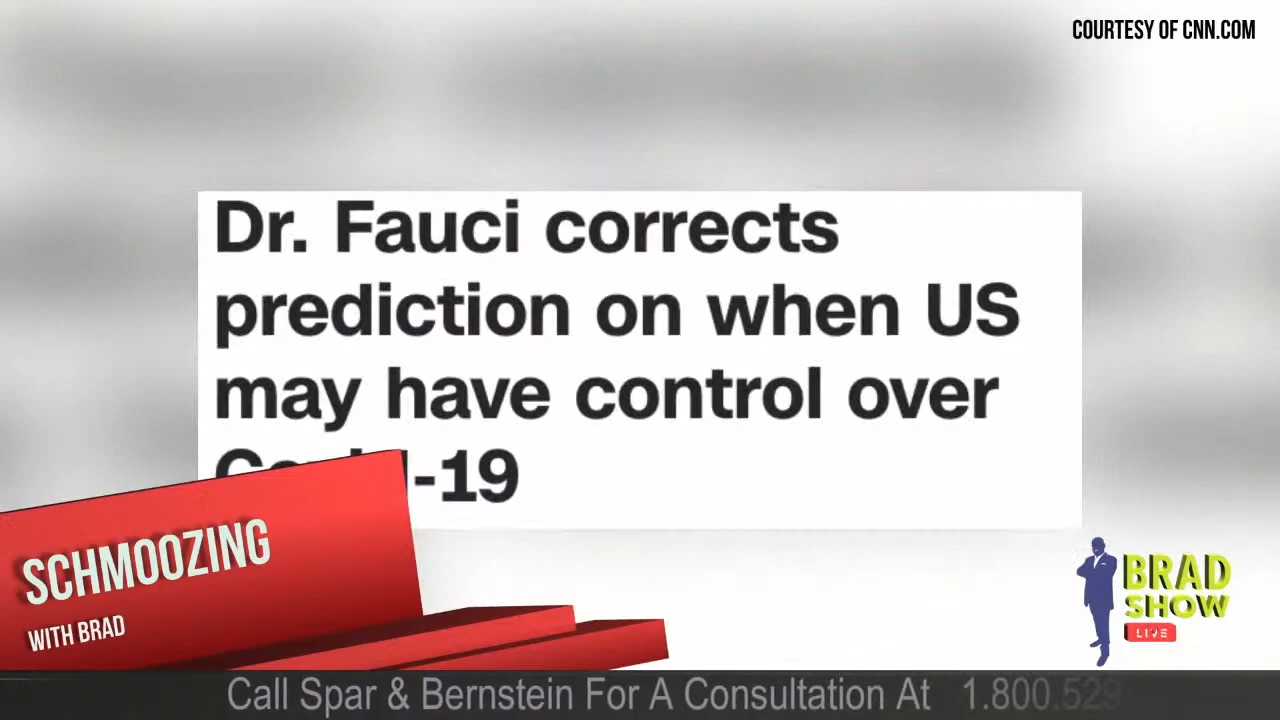 COURTESY OF CNN.COM
Dr. Fauci corrects
prediction on when US
may have control over
Covid-19
SCHMOOZING
WITH BRAD
BRAD
SHOW
LIVE
Call Spar & Bernstein For A Consultation At 1.800.529